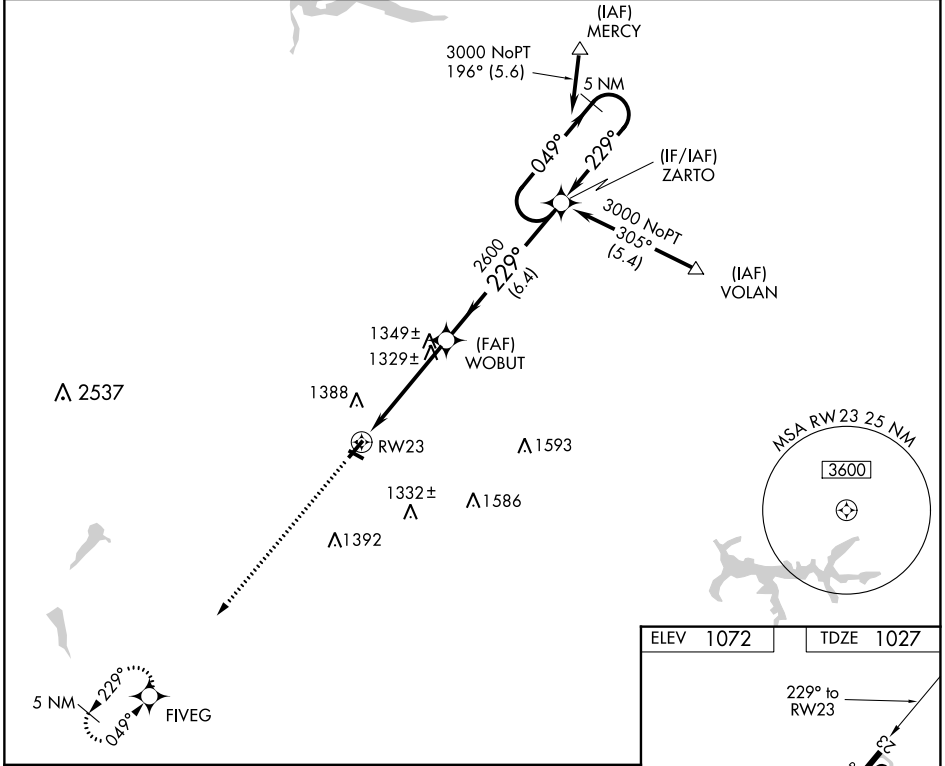 (IAF)
MERCY
3000 NoPT
196° (5.6)
5 NM
049°
229°
(IF/IAF)
ZARTO
3000 NoPT
305°
(5.4)
(IAF)
VOLAN
2600
229°
(6.4)
1349±
1329±
(FAF)
WOBUT
2537
1388
RW23
1593
MSA RW23 25 NM
3600
1332±
1586
1392
ELEV 1072
TDZE 1027
229° to
RW23
23
5 NM
229°
049°
FIVEG